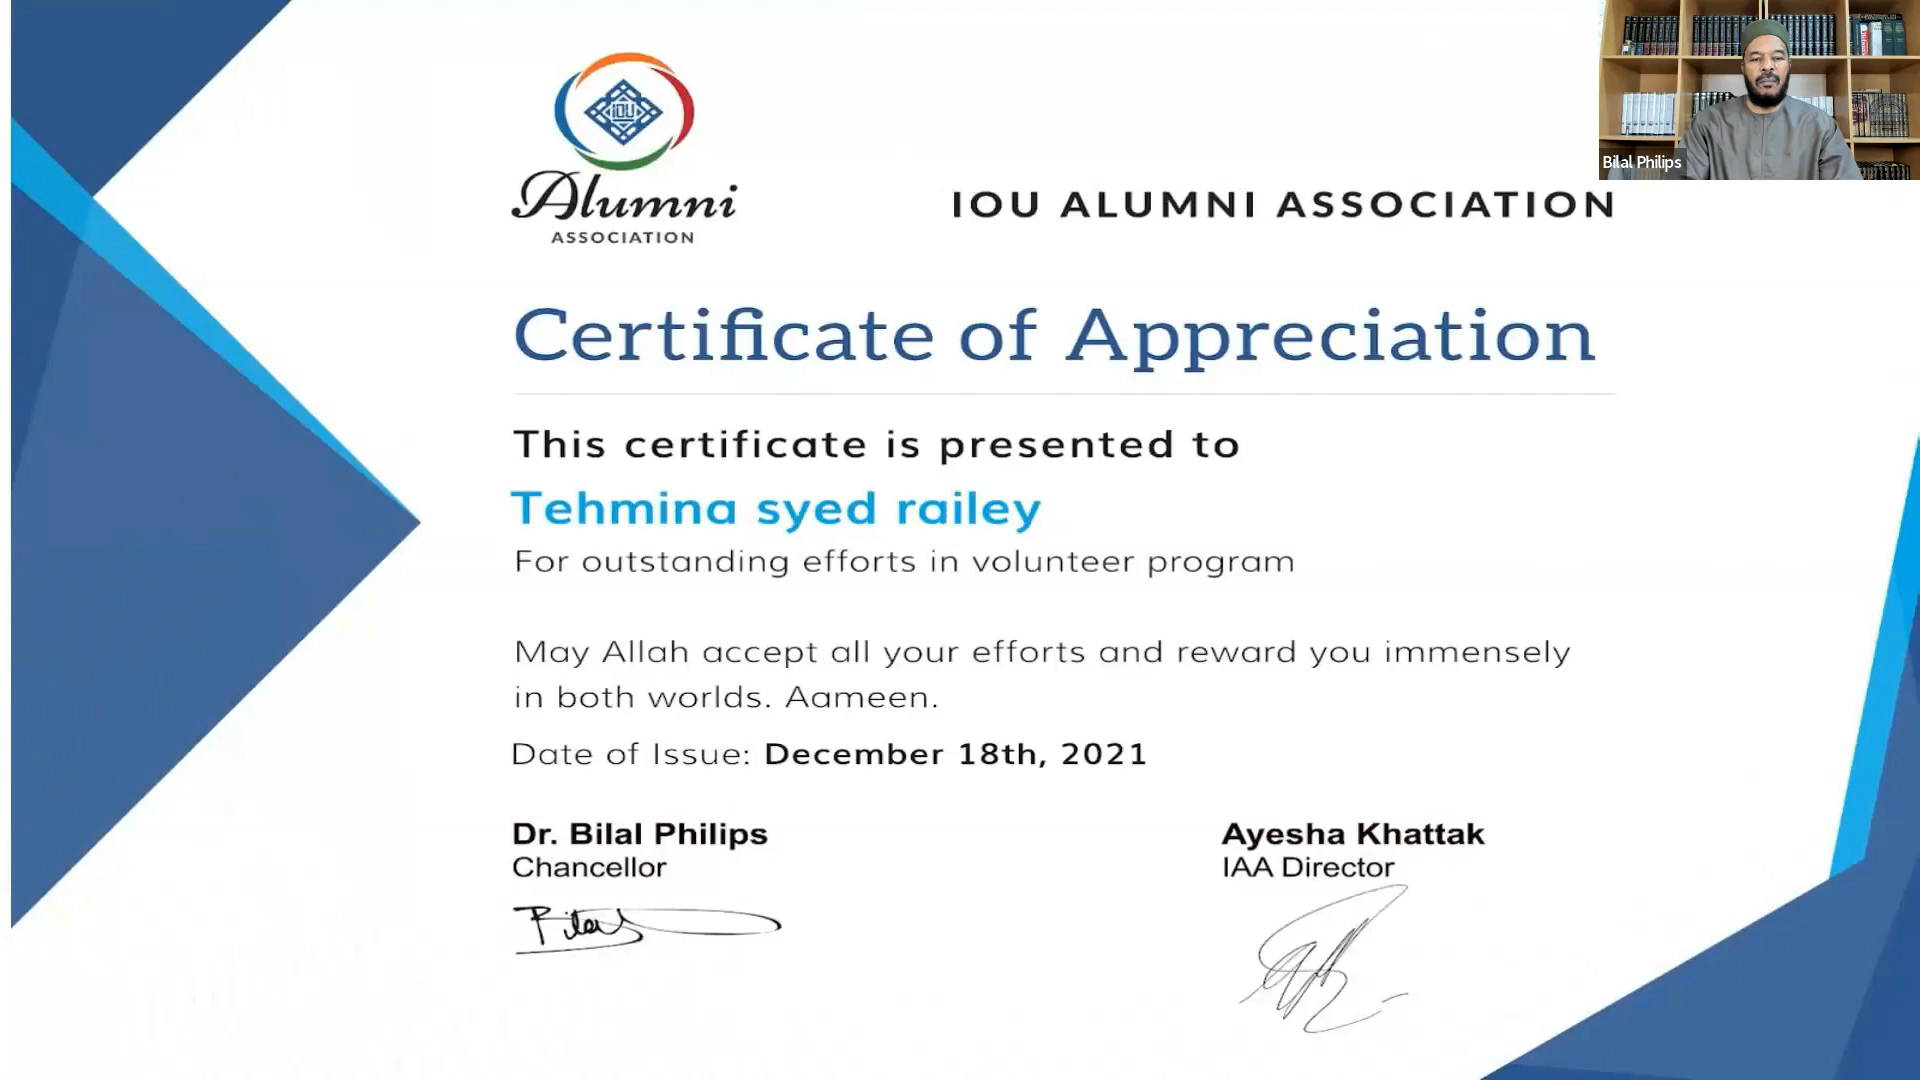 IOU
Alumni
ASSOCIATION
IOU ALUMNI ASSOCIATION
Bilal Philips
Certificate of Appreciation
This certificate is presented to
Tehmina syed railey
For outstanding efforts in volunteer program
May Allah accept all your efforts and reward you immensely
in both worlds. Aameen.
Date of Issue: December 18th, 2021
Dr. Bilal Philips
Chancellor
Ayesha Khattak
IAA Director